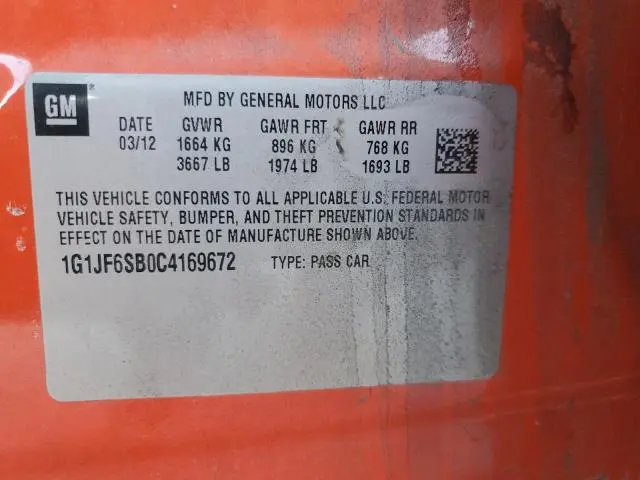 GM ®
MFD BY GENERAL MOTORS LLC
DATE GVWR GAWR FRT GAWR RR
03/12 1664 KG 896 KG 768 KG
3667 LB 1974 LB 1693 LB
THIS VEHICLE CONFORMS TO ALL APPLICABLE U.S. FEDERAL MOTOR
VEHICLE SAFETY, BUMPER, AND THEFT PREVENTION STANDARDS IN
EFFECT ON THE DATE OF MANUFACTURE SHOWN ABOVE.
1G1JF6SB0C4169672 TYPE: PASS CAR